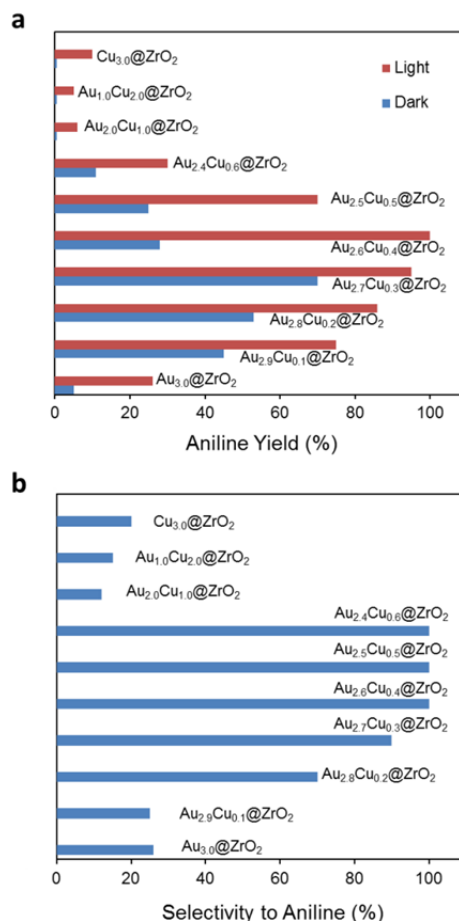 a
Cu₃.₀@ZrO₂
Light
Au₁.₀Cu₂.₀@ZrO₂
Dark
Au₂.₀Cu₁.₀@ZrO₂
Au₂.₄Cu₀.₆@ZrO₂
Au₂.₅Cu₀.₅@ZrO₂
Au₂.₆Cu₀.₄@ZrO₂
Au₂.₇Cu₀.₃@ZrO₂
Au₂.₈Cu₀.₂@ZrO₂
Au₂.₉Cu₀.₁@ZrO₂
Au₃.₀@ZrO₂
0 20 40 60 80 100
Aniline Yield (%)
b
Cu₃.₀@ZrO₂
Au₁.₀Cu₂.₀@ZrO₂
Au₂.₀Cu₁.₀@ZrO₂
Au₂.₄Cu₀.₆@ZrO₂
Au₂.₅Cu₀.₅@ZrO₂
Au₂.₆Cu₀.₄@ZrO₂
Au₂.₇Cu₀.₃@ZrO₂
Au₂.₈Cu₀.₂@ZrO₂
Au₂.₉Cu₀.₁@ZrO₂
Au₃.₀@ZrO₂
0 20 40 60 80 100
Selectivity to Aniline (%)